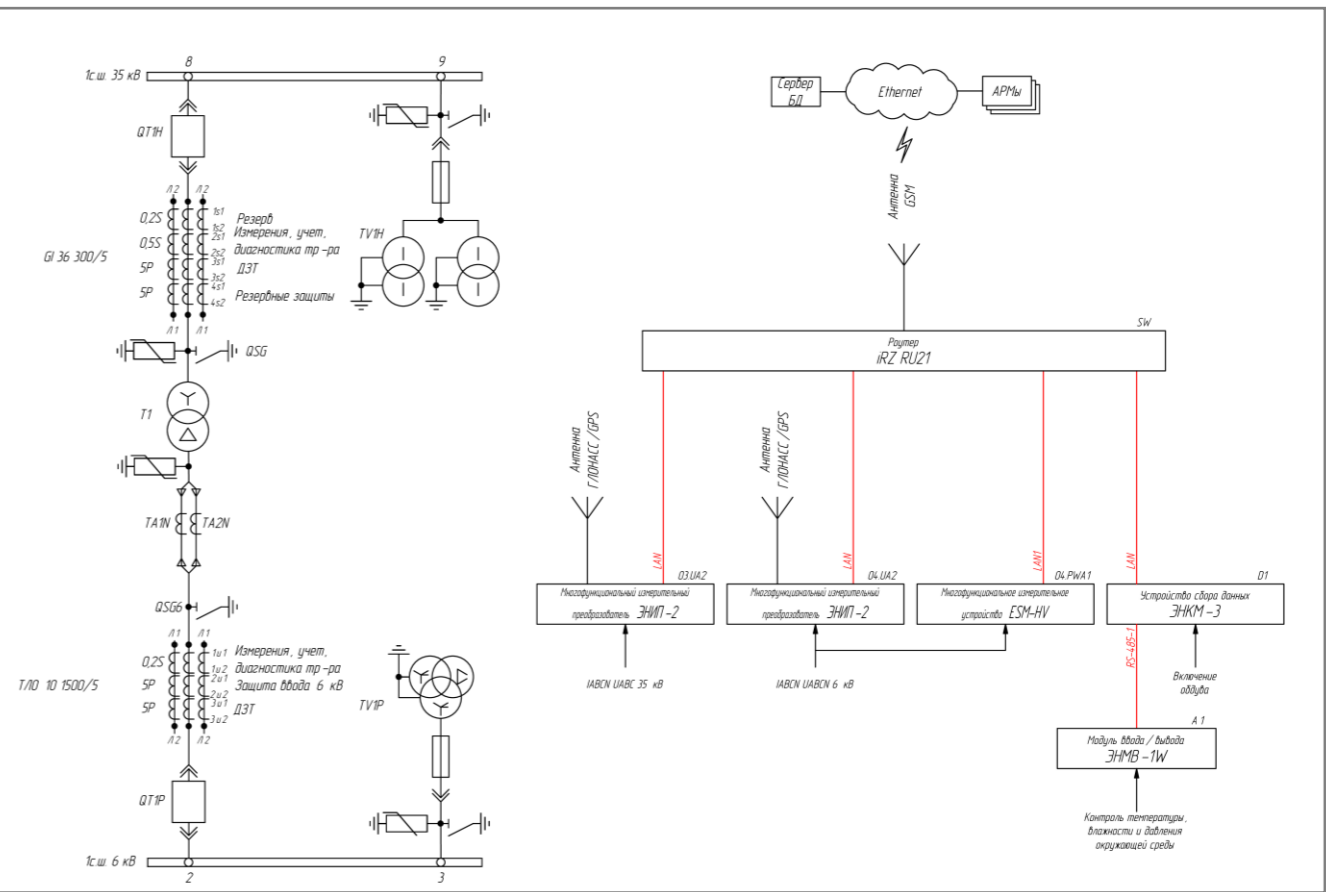 8
9
1с.ш. 35 кВ
QT1H
Л2 Л2
0,2S
1s1
Резерв
1s2
0,5S
2s1
Измерения, учет,
2s2
диагностика тр-ра
GI 36 300/5
5P
3s1
ДЗТ
3s2
5P
4s1
Резервные защиты
4s2
Л1 Л1
QSG
T1
TA1N
TA2N
QSG6
Л1 Л1
0,2S
1и1
Измерения, учет,
1и2
диагностика тр-ра
ТЛО 10 1500/5
5P
2и1
Защита ввода 6 кВ
2и2
5P
3и1
ДЗТ
3и2
Л2 Л2
QT1P
1с.ш. 6 кВ
2
3
TV1H
TV1P
Сервер
БД
Ethernet
АРМы
Антенна
GSM
SW
Роутер
iRZ RU21
Антенна
ГЛОНАСС/GPS
Антенна
ГЛОНАСС/GPS
LAN
LAN
LAN1
LAN
03.UA2
Многофункциональный измерительный
преобразователь ЭНИП-2
04.UA2
Многофункциональный измерительный
преобразователь ЭНИП-2
04.PWA1
Многофункциональное измерительное
устройство ESM-HV
D1
Устройство сбора данных
ЭНКМ-3
IABCN UABC 35 кВ
IABCN UABCN 6 кВ
RS-485-1
Включение
обдува
A1
Модуль ввода / вывода
ЭНМВ-1W
Контроль температуры,
влажности и давления
окружающей среды